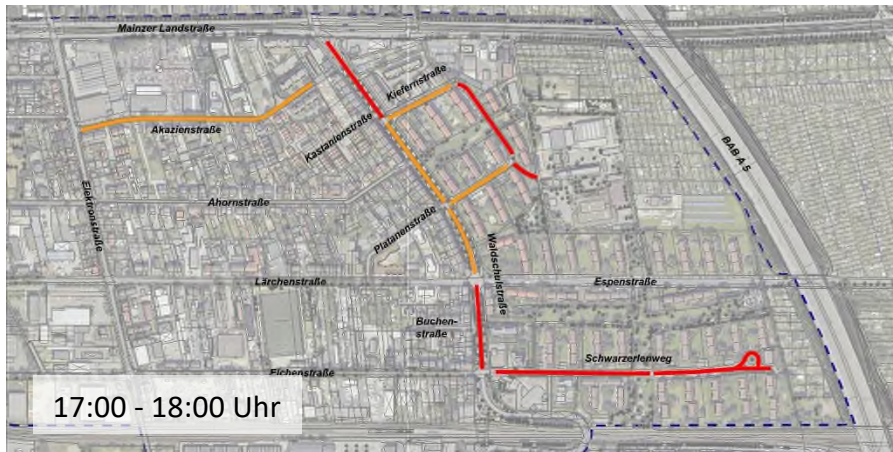 Mainzer Landstraße
Kiefernstraße
Akazienstraße
Kastanienstraße
BAB A 5
Elektronstraße
Ahornstraße
Platanenstraße
Waldschulstraße
Lärchenstraße
Espenstraße
Buchen-
straße
Schwarzerlenweg
Eichenstraße
17:00 - 18:00 Uhr